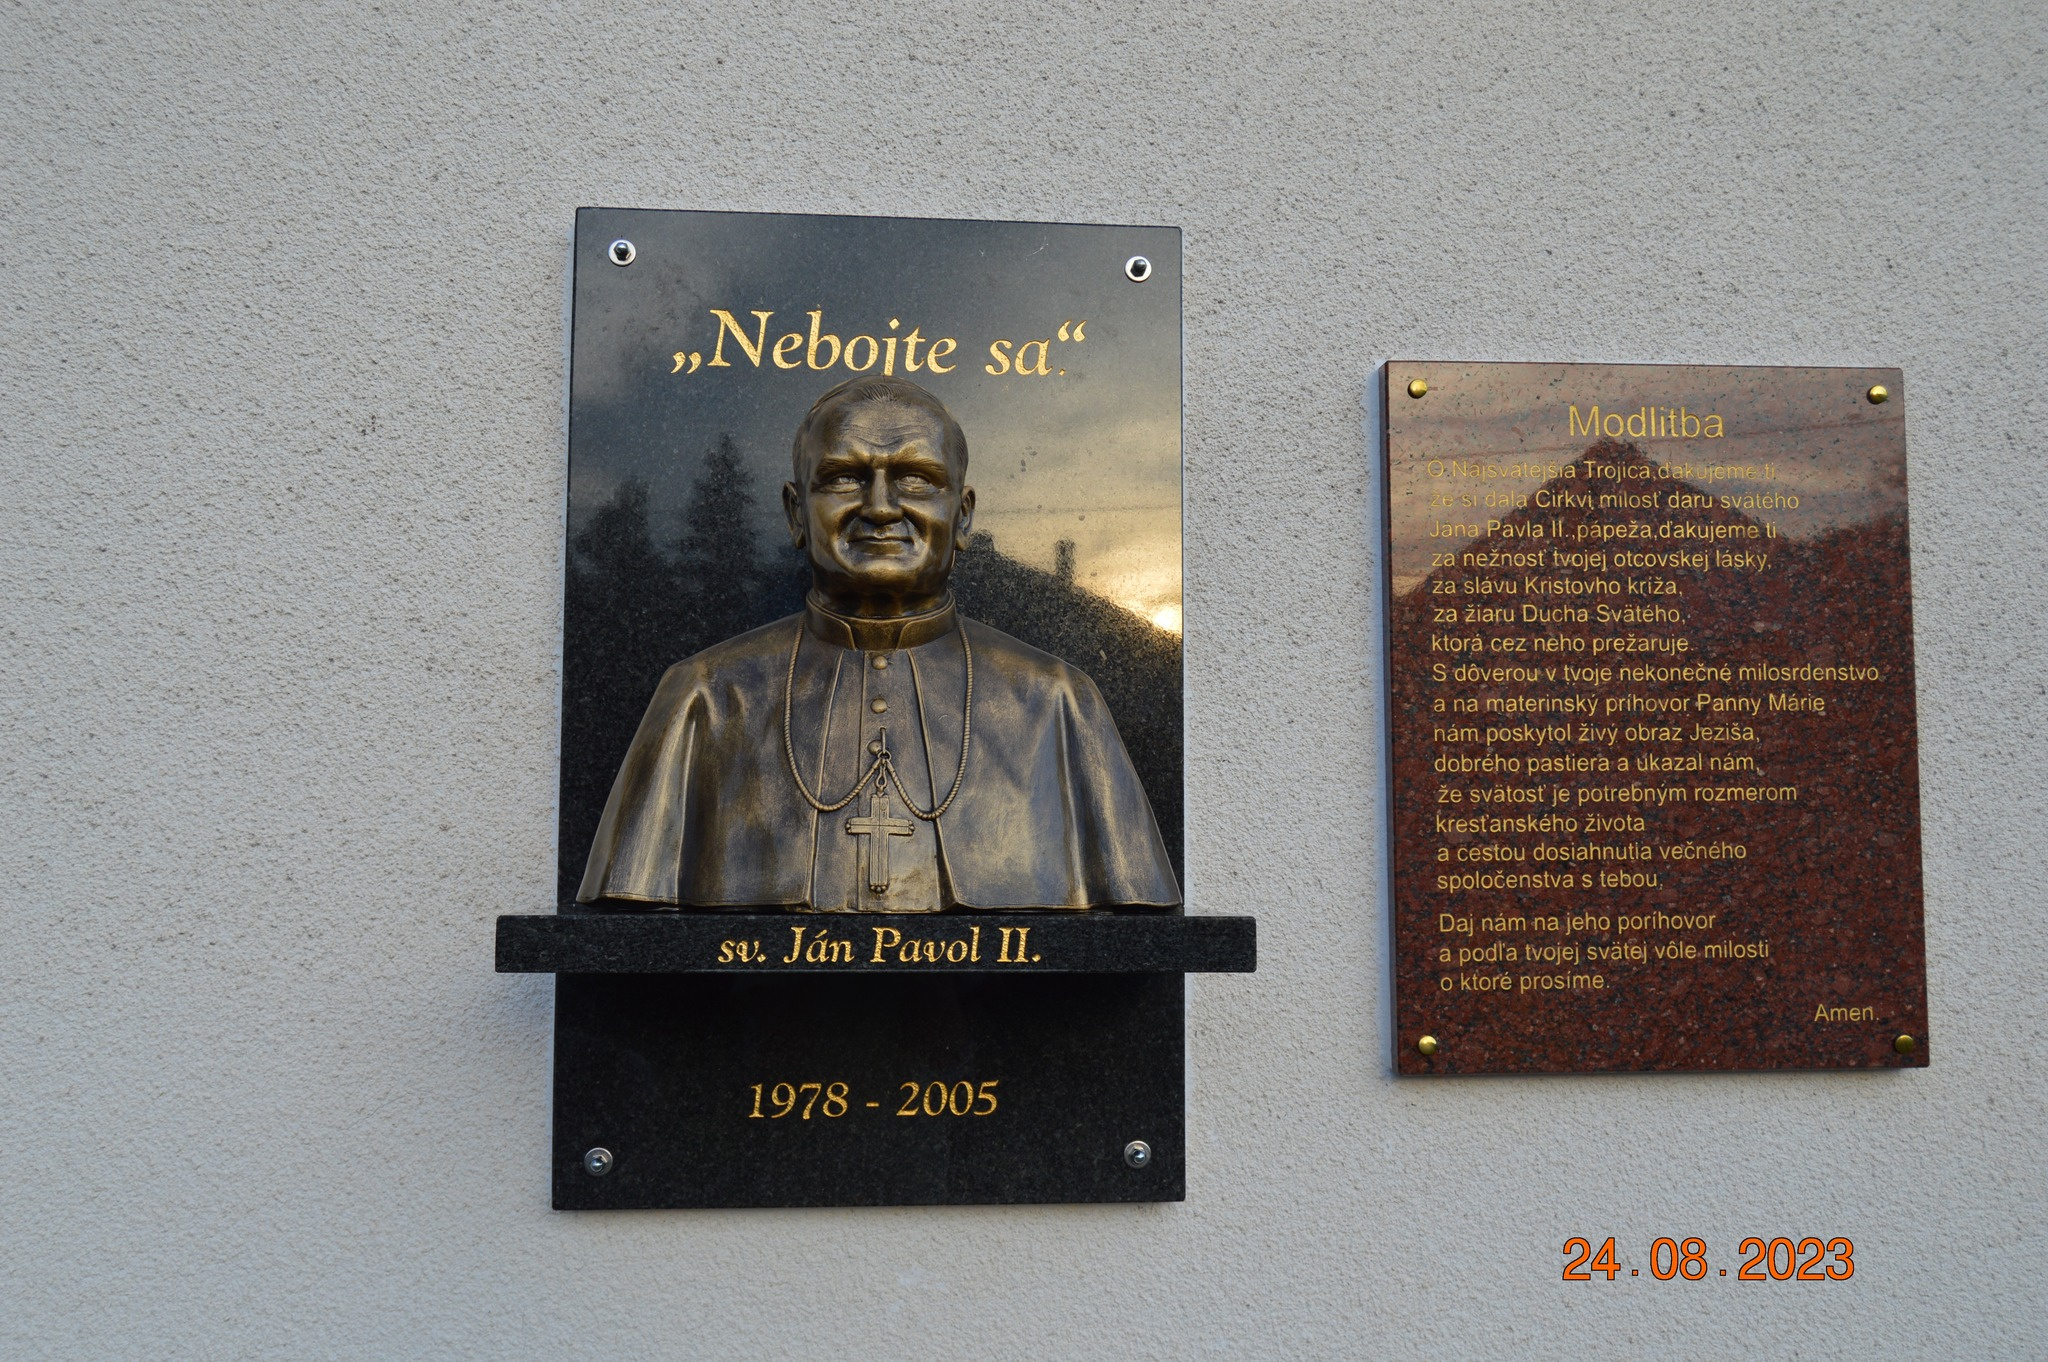 „Nebojte sa.“
sv. Ján Pavol II.
1978 - 2005
Modlitba
O Najsvätejšia Trojica,ďakujeme ti
že si dala Cirkvi milosť daru svätého
Jána Pavla II.,pápeža,ďakujeme ti
za nežnosť tvojej otcovskej lásky,
za slávu Kristovho kríža,
za žiaru Ducha Svätého,
ktorá cez neho prežaruje.
S dôverou v tvoje nekonečné milosrdenstvo
a na materinský príhovor Panny Márie
nám poskytol živý obraz Jeziša,
dobrého pastiera a ukazal nám,
že svätosť je potrebným rozmerom
kresťanského života
a cestou dosiahnutia večného
spoločenstva s tebou,
Daj nám na jeho poríhovor
a podľa tvojej svätej vôle milosti
o ktoré prosíme.
Amen.
24.08.2023